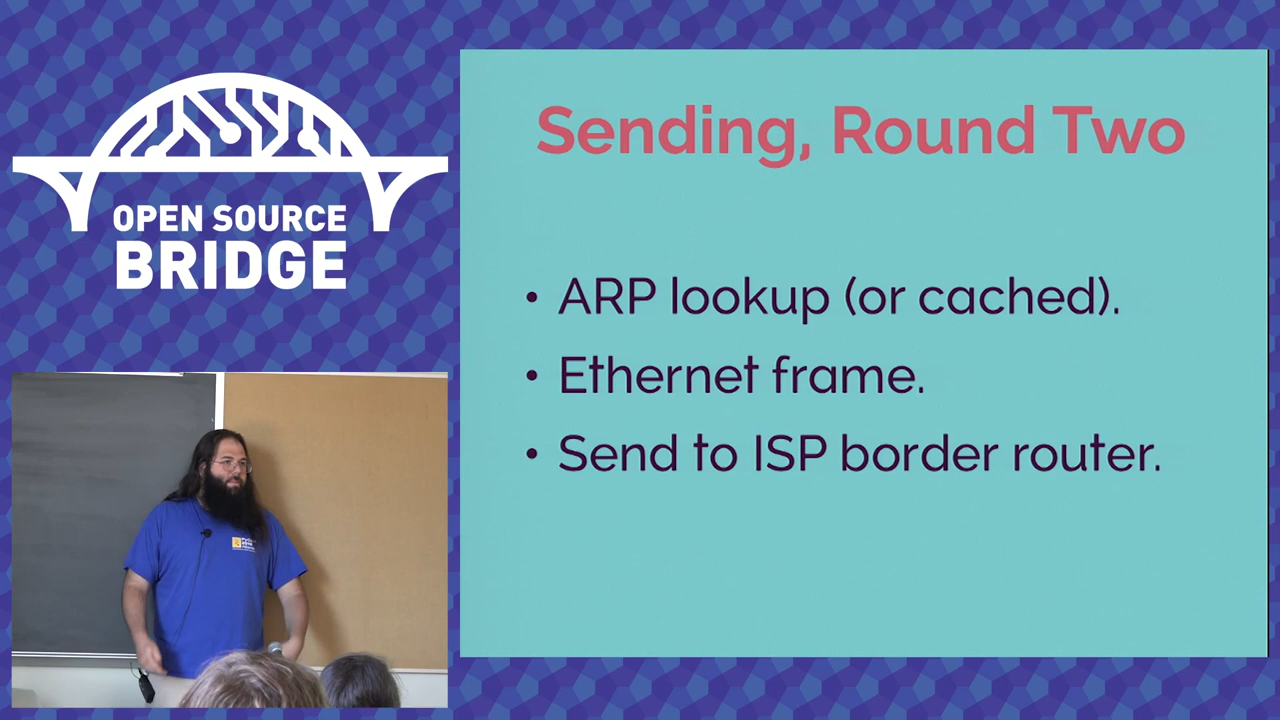 OPEN SOURCE
BRIDGE
Sending, Round Two
• ARP lookup (or cached).
• Ethernet frame.
• Send to ISP border router.